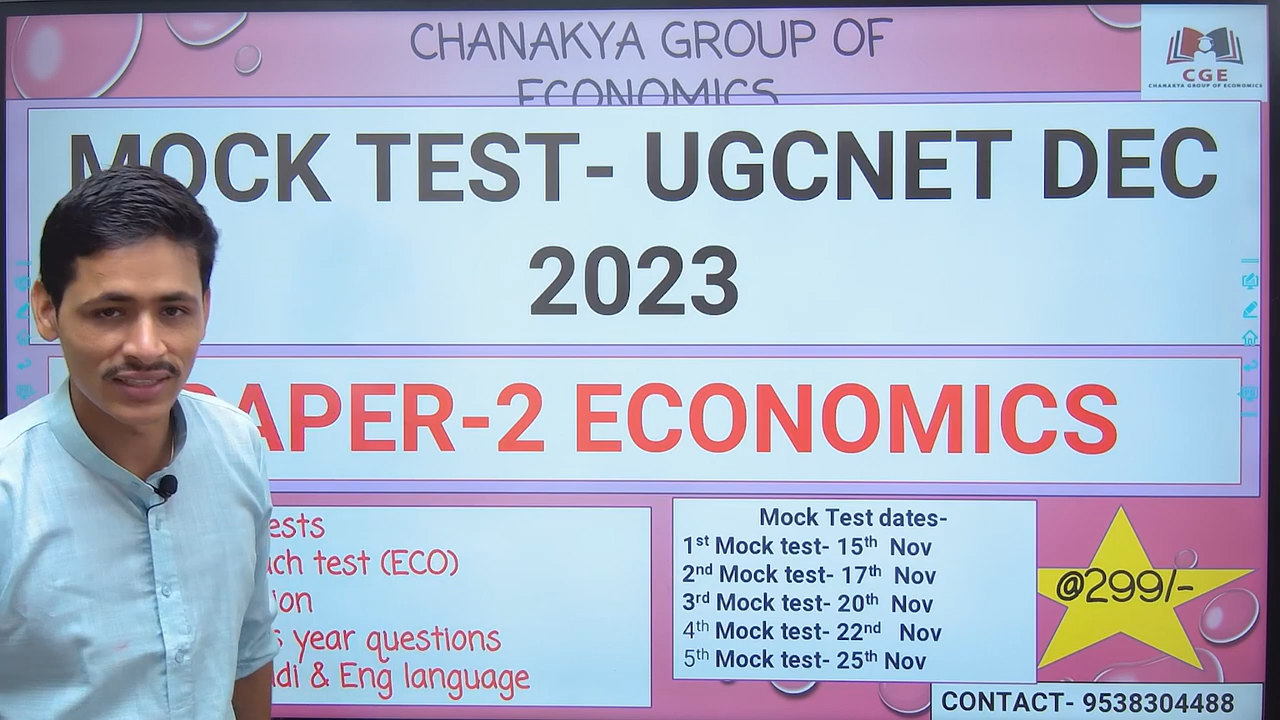 CHANAKYA GROUP OF
ECONOMICS
CGE
CHANAKYA GROUP OF ECONOMICS
MOCK TEST- UGCNET DEC
2023
PAPER-2 ECONOMICS
ests
ch test (ECO)
ion
s year questions
di & Eng language
Mock Test dates-
1st Mock test- 15th Nov
2nd Mock test- 17th Nov
3rd Mock test- 20th Nov
4th Mock test- 22nd Nov
5th Mock test- 25th Nov
@299/-
CONTACT- 9538304488